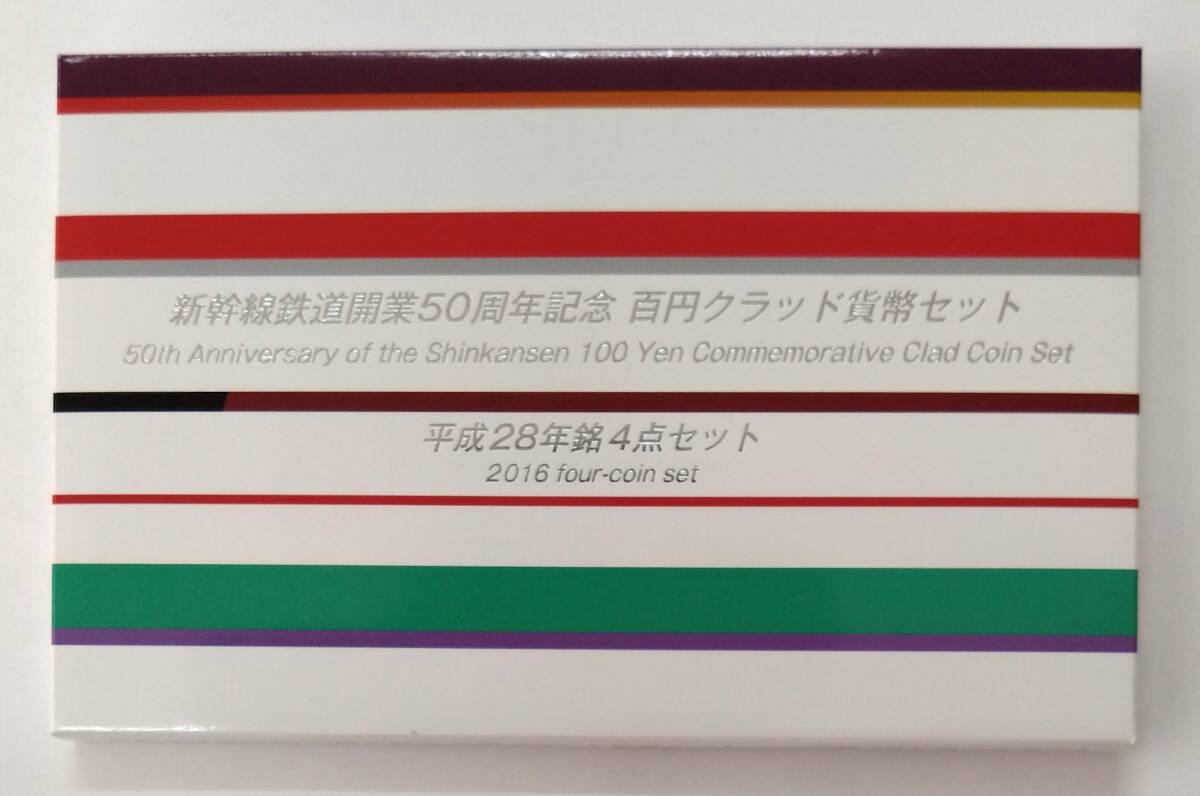 新幹線鉄道開業50周年記念 百円クラッド貨幣セット
50th Anniversary of the Shinkansen 100 Yen Commemorative Clad Coin Set
平成28年銘4点セット
2016 four-coin set